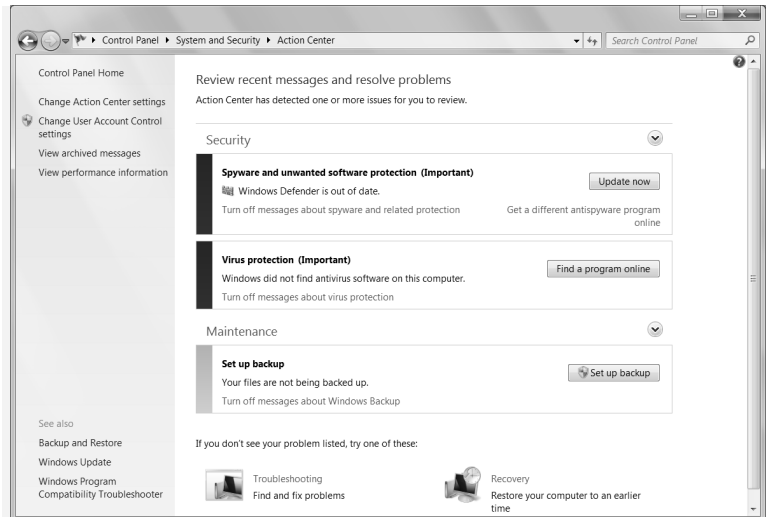 Control Panel System and Security Action Center
Search Control Panel
Control Panel Home
Change Action Center settings
Change User Account Control
settings
View archived messages
View performance information
See also
Backup and Restore
Windows Update
Windows Program
Compatibility Troubleshooter
Review recent messages and resolve problems
Action Center has detected one or more issues for you to review.
Security
Spyware and unwanted software protection (Important)
Windows Defender is out of date.
Update now
Turn off messages about spyware and related protection
Get a different antispyware program
online
Virus protection (Important)
Windows did not find antivirus software on this computer.
Find a program online
Turn off messages about virus protection
Maintenance
Set up backup
Your files are not being backed up.
Set up backup
Turn off messages about Windows Backup
If you don't see your problem listed, try one of these:
Troubleshooting
Find and fix problems
Recovery
Restore your computer to an earlier
time